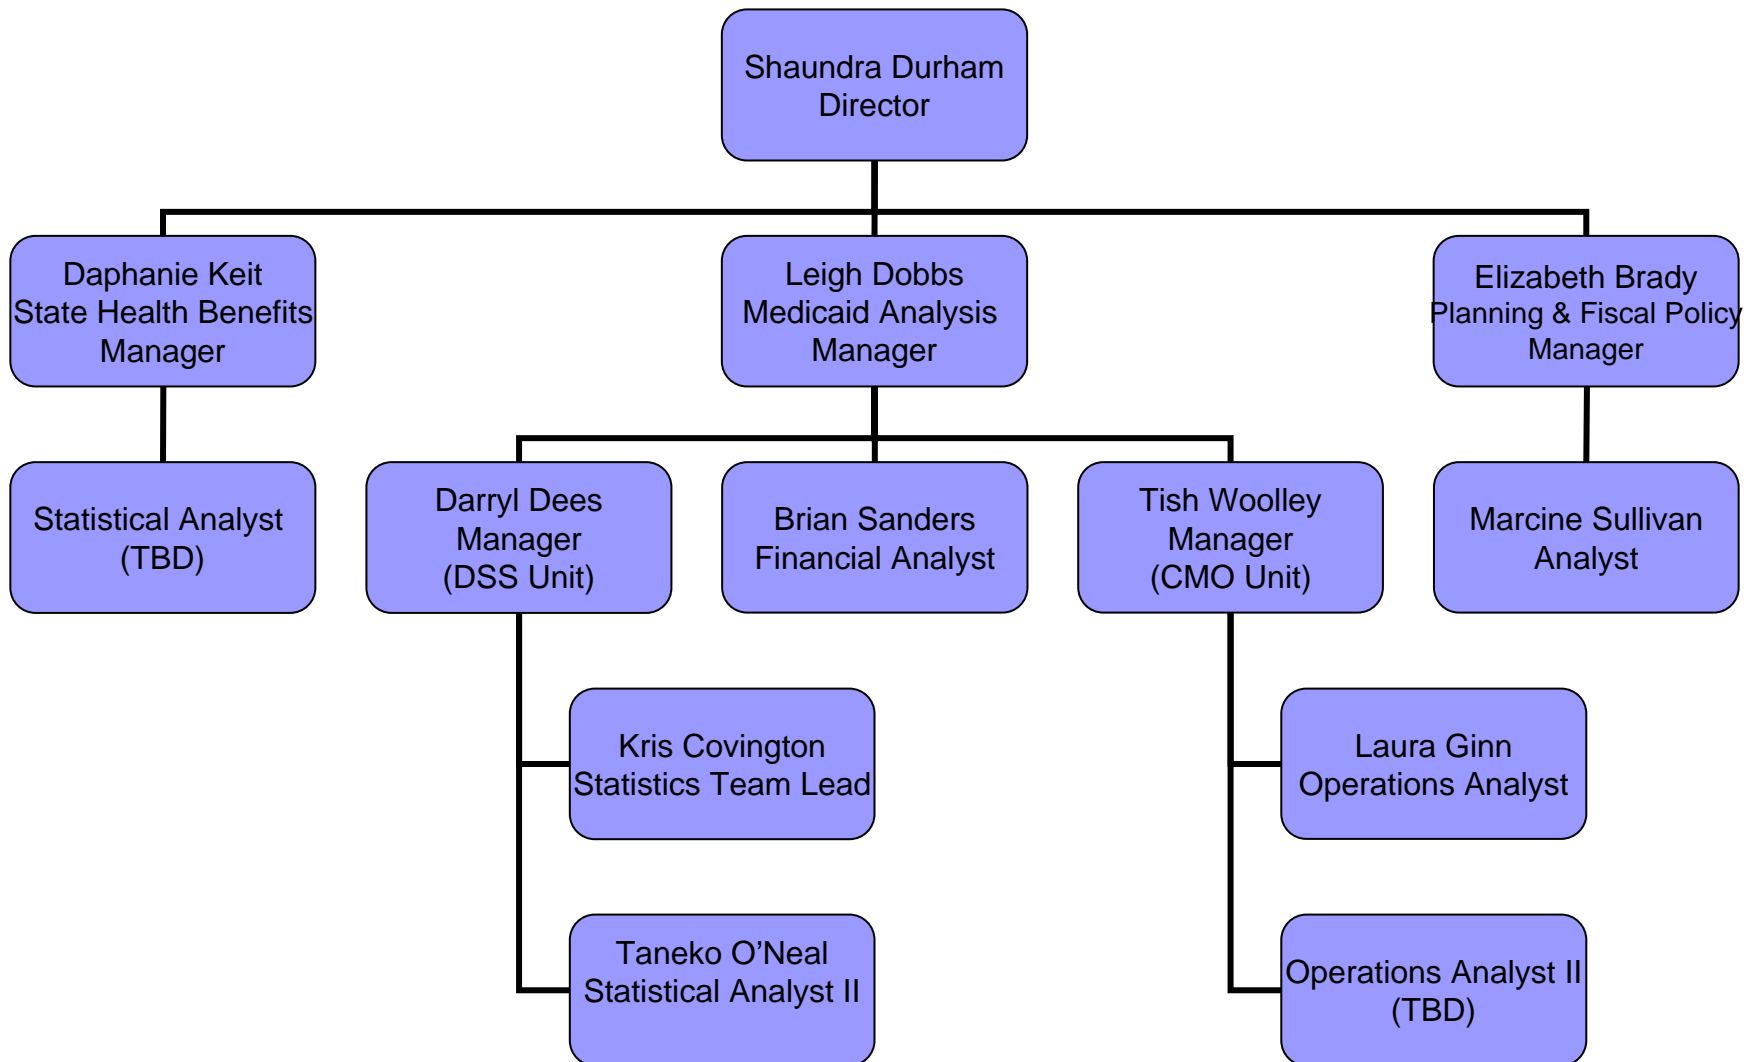 Shaundra Durham
Director
Daphanie Keit
State Health Benefits
Manager
Leigh Dobbs
Medicaid Analysis
Manager
Elizabeth Brady
Planning & Fiscal Policy
Manager
Statistical Analyst
(TBD)
Darryl Dees
Manager
(DSS Unit)
Brian Sanders
Financial Analyst
Tish Woolley
Manager
(CMO Unit)
Marcine Sullivan
Analyst
Kris Covington
Statistics Team Lead
Laura Ginn
Operations Analyst
Taneko O’Neal
Statistical Analyst II
Operations Analyst II
(TBD)